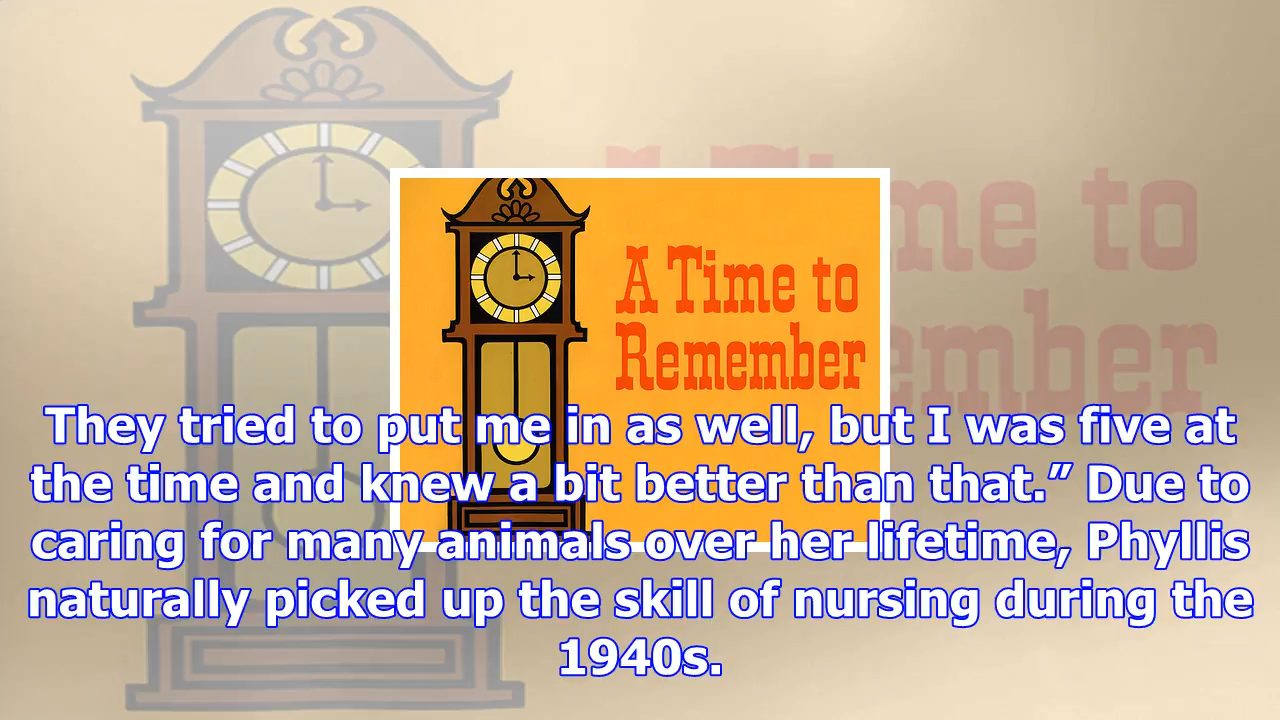 A Time to
Remember
They tried to put me in as well, but I was five at
the time and knew a bit better than that.” Due to
caring for many animals over her lifetime, Phyllis
naturally picked up the skill of nursing during the
1940s.